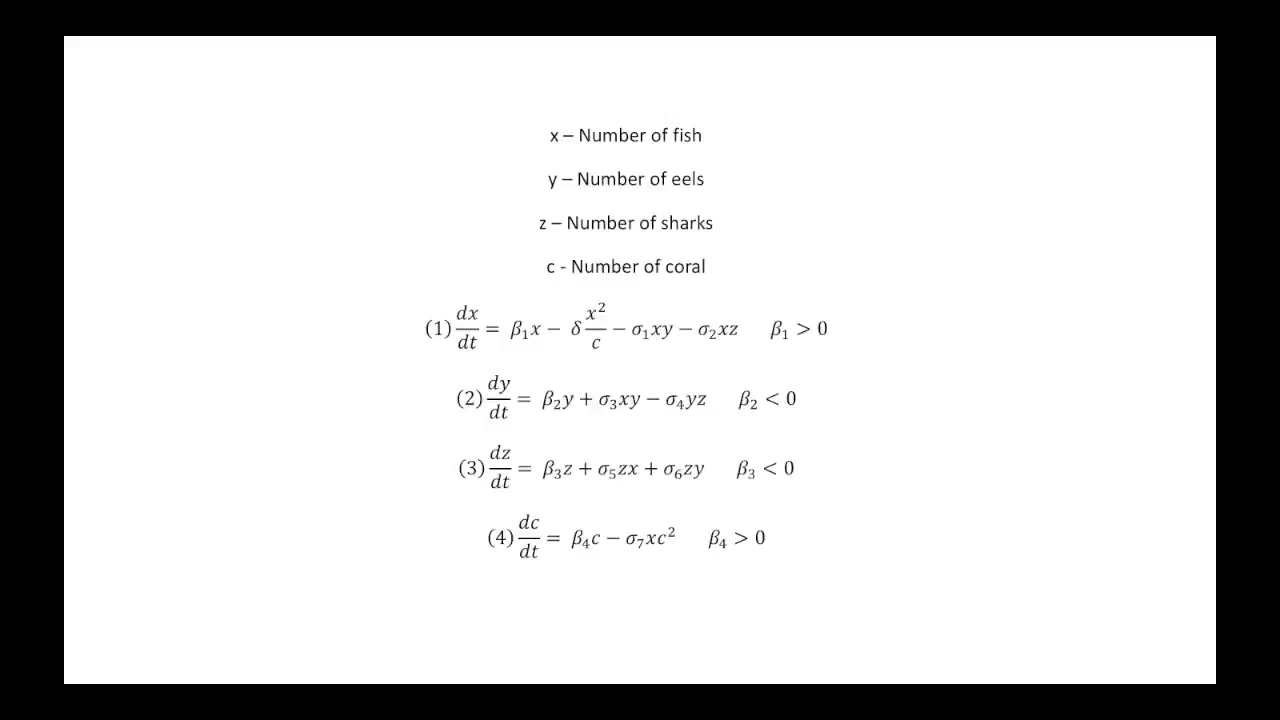 x – Number of fish
y – Number of eels
z – Number of sharks
c - Number of coral
(1) dx/dt = β₁x − δ x²/c − σ₁xy − σ₂xz β₁ > 0
(2) dy/dt = β₂y + σ₃xy − σ₄yz β₂ < 0
(3) dz/dt = β₃z + σ₅zx + σ₆zy β₃ < 0
(4) dc/dt = β₄c − σ₇xc² β₄ > 0